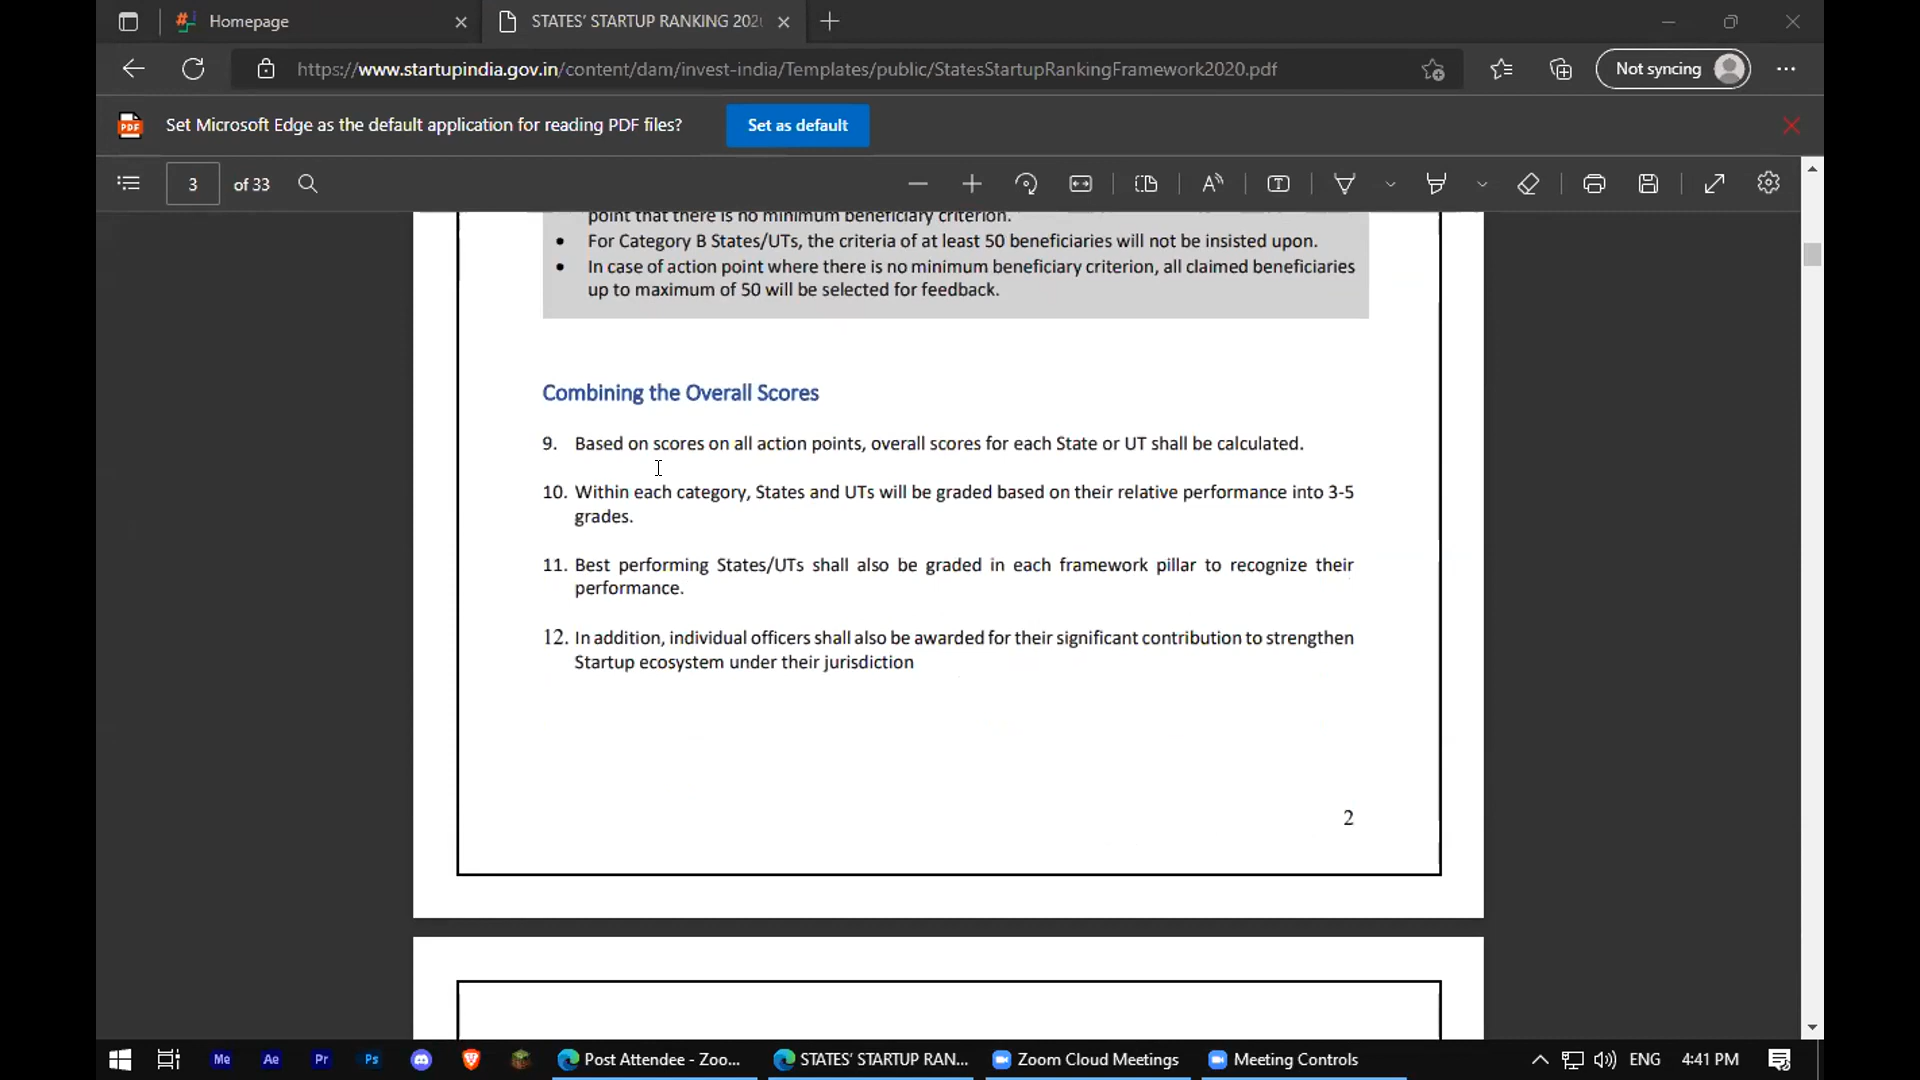 Homepage
STATES' STARTUP RANKING 202
https://www.startupindia.gov.in/content/dam/invest-india/Templates/public/StatesStartupRankingFramework2020.pdf
Not syncing
PDF
Set Microsoft Edge as the default application for reading PDF files?
Set as default
3 of 33
point that there is no minimum beneficiary criterion.
• For Category B States/UTs, the criteria of at least 50 beneficiaries will not be insisted upon.
• In case of action point where there is no minimum beneficiary criterion, all claimed beneficiaries
up to maximum of 50 will be selected for feedback.
Combining the Overall Scores
9. Based on scores on all action points, overall scores for each State or UT shall be calculated.
10. Within each category, States and UTs will be graded based on their relative performance into 3-5
grades.
11. Best performing States/UTs shall also be graded in each framework pillar to recognize their
performance.
12. In addition, individual officers shall also be awarded for their significant contribution to strengthen
Startup ecosystem under their jurisdiction
2
Me
Ae
Pr
Ps
Post Attendee - Zoo...
STATES' STARTUP RAN...
Zoom Cloud Meetings
Meeting Controls
ENG
4:41 PM